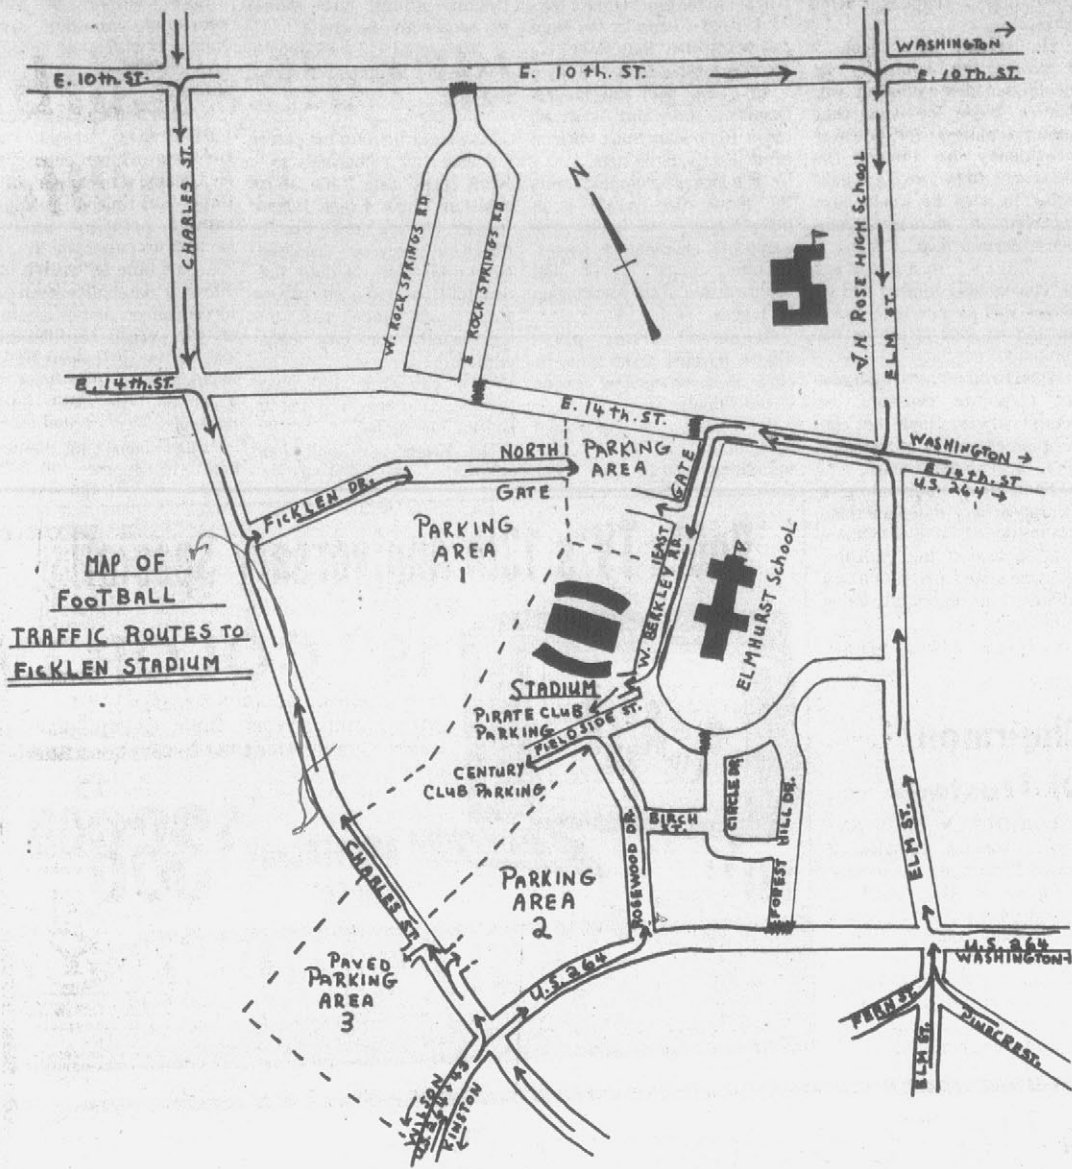 WASHINGTON →
E. 10th ST.
E. 10th. ST.
E. 10th. ST.
CHARLES ST.
W. ROCK SPRINGS RD
E. ROCK SPRINGS RD
N
J. H. ROSE HIGH SCHOOL
ELM ST.
E. 14th. ST.
E. 14th. ST.
WASHINGTON →
E. 14th. ST
U.S. 264 →
NORTH
GATE
PARKING
AREA
EAST
GATE
FICKLEN DR.
PARKING
AREA
1
MAP OF
FOOTBALL
TRAFFIC ROUTES TO
FICKLEN STADIUM
W. BERKLEY RD.
ELMHURST SCHOOL
STADIUM
PIRATE CLUB
PARKING
FIELDSIDE ST.
CENTURY
CLUB PARKING
BIRCH
CIRCLE DR.
FOREST HILL DR.
ROSEWOOD DR.
ELM ST.
CHARLES ST.
PARKING
AREA
2
PAVED
PARKING
AREA
3
U.S. 264
U.S. 264
WASHINGTON →
FERN ST.
ELM ST.
PINECREST.
WILSON
KINSTON